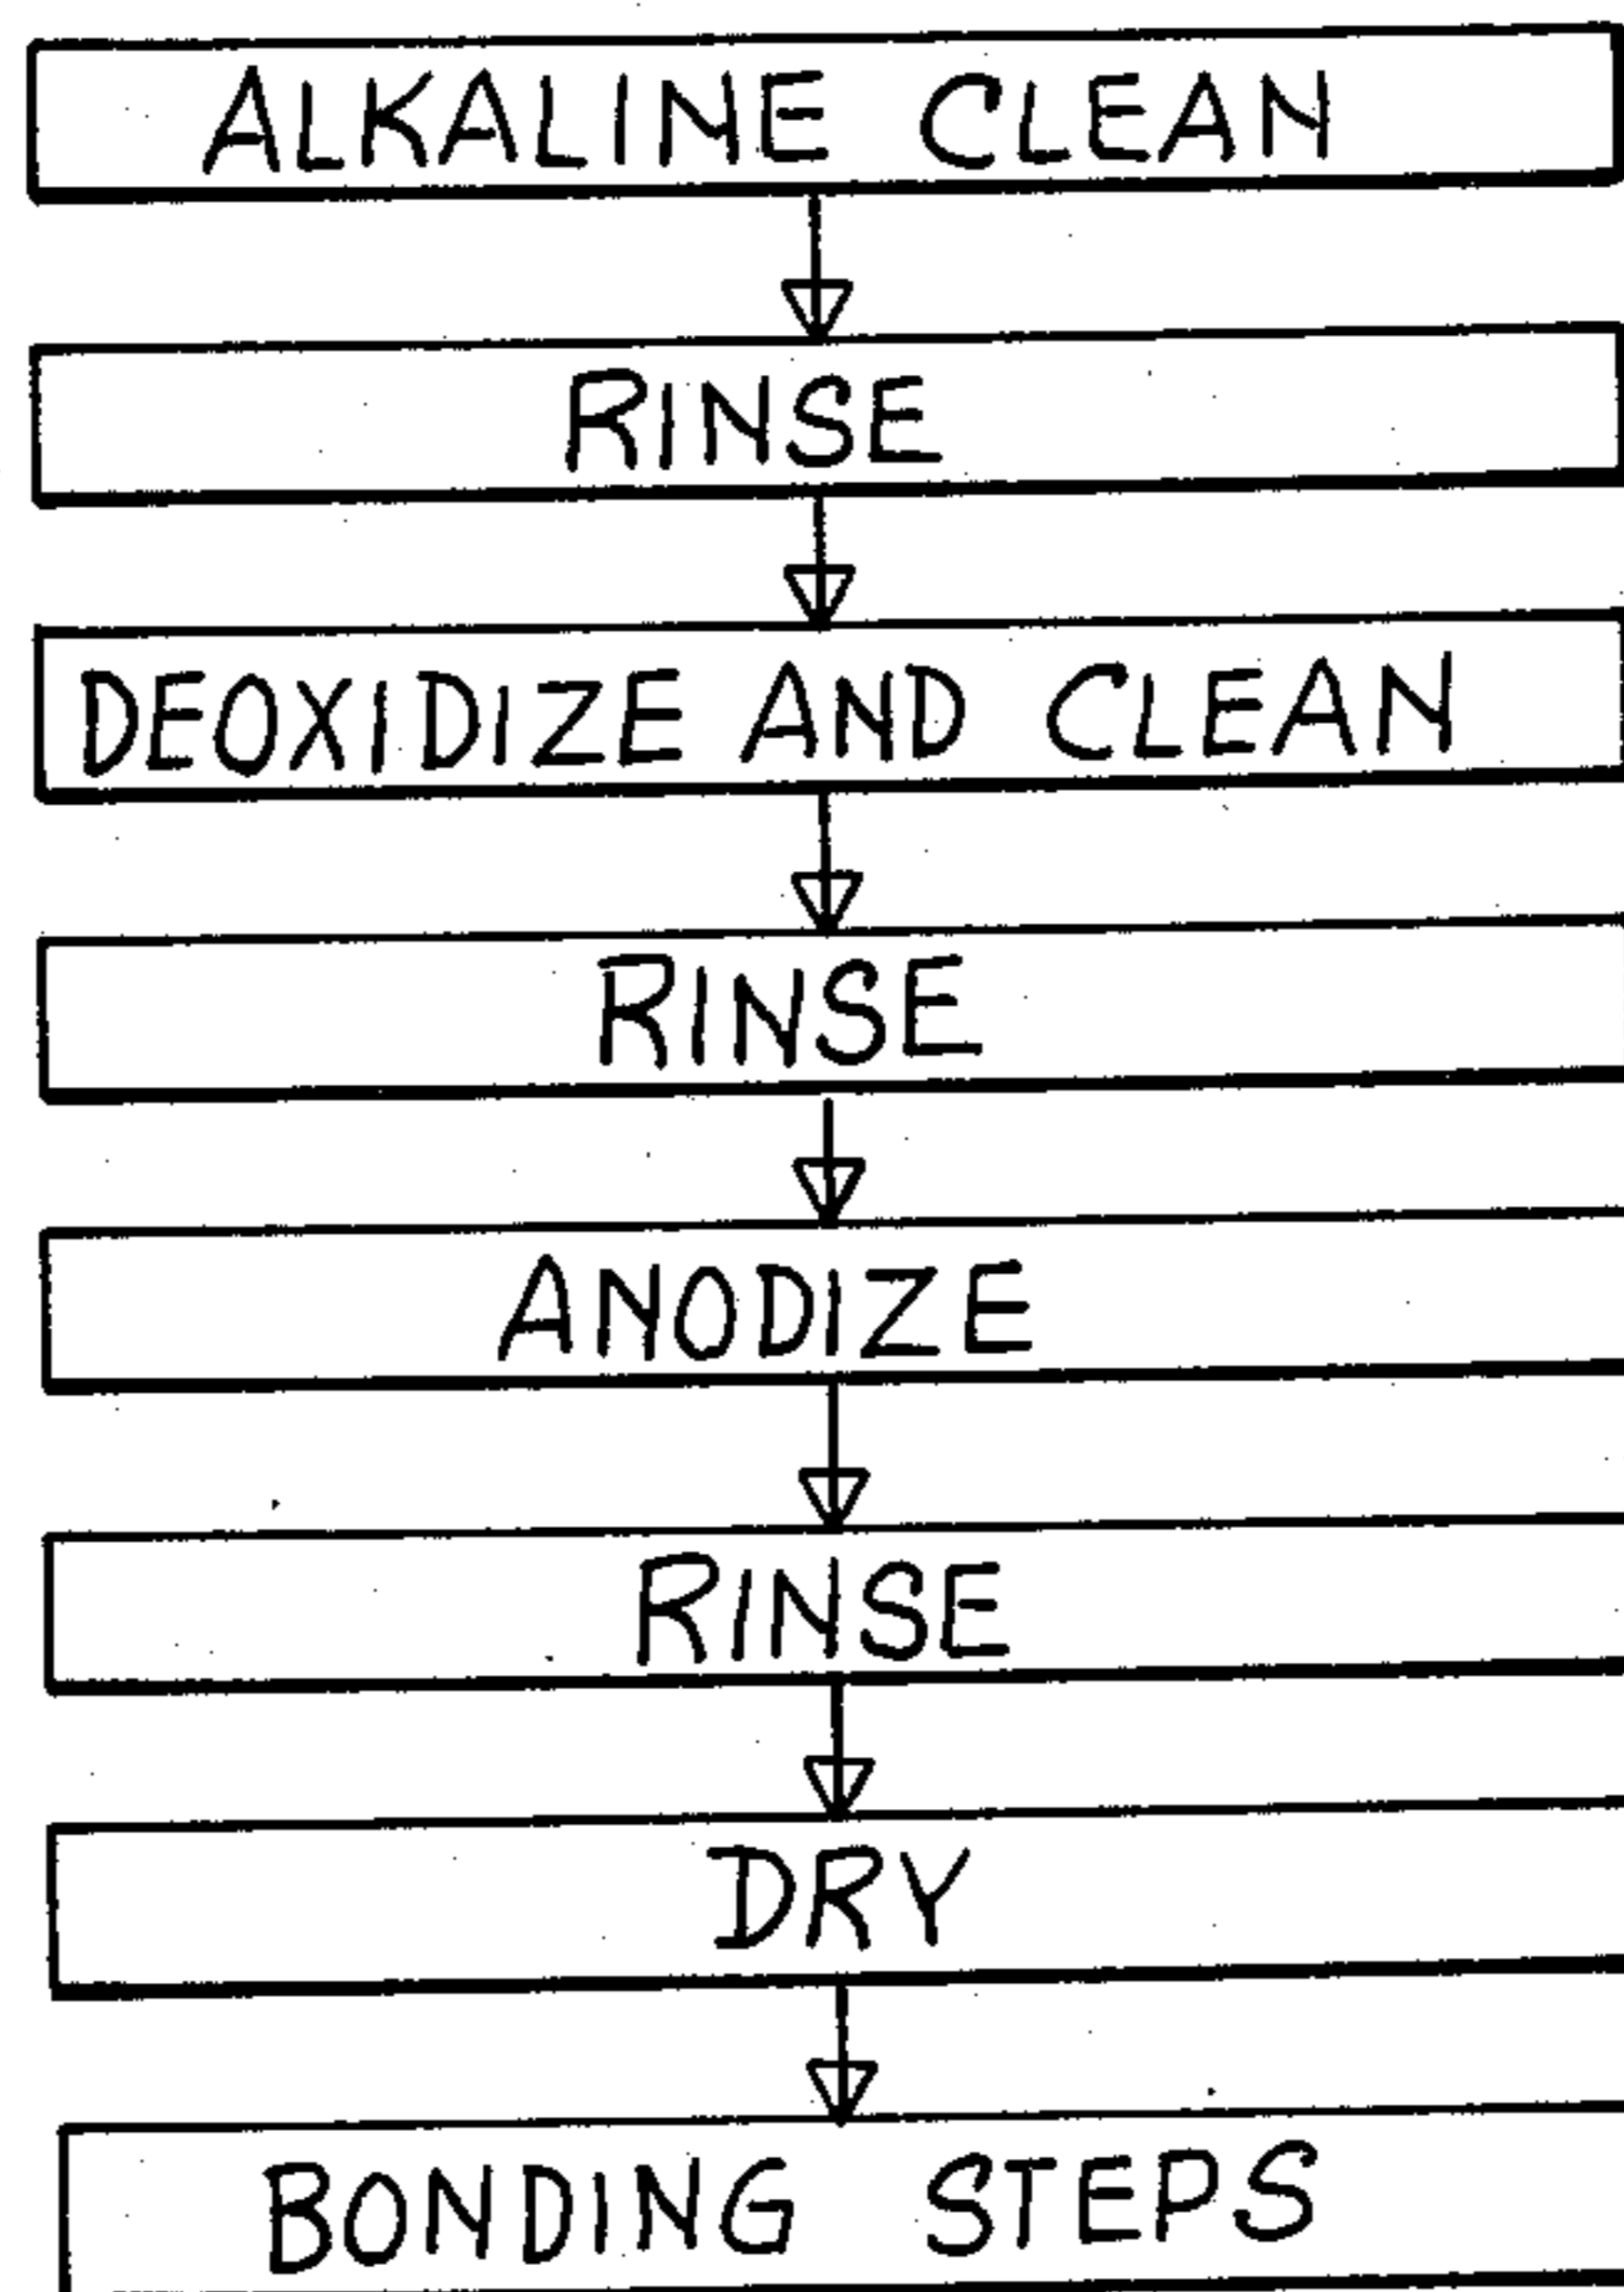 ALKALINE CLEAN
RINSE
DEOXIDIZE AND CLEAN
RINSE
ANODIZE
RINSE
DRY
BONDING STEPS